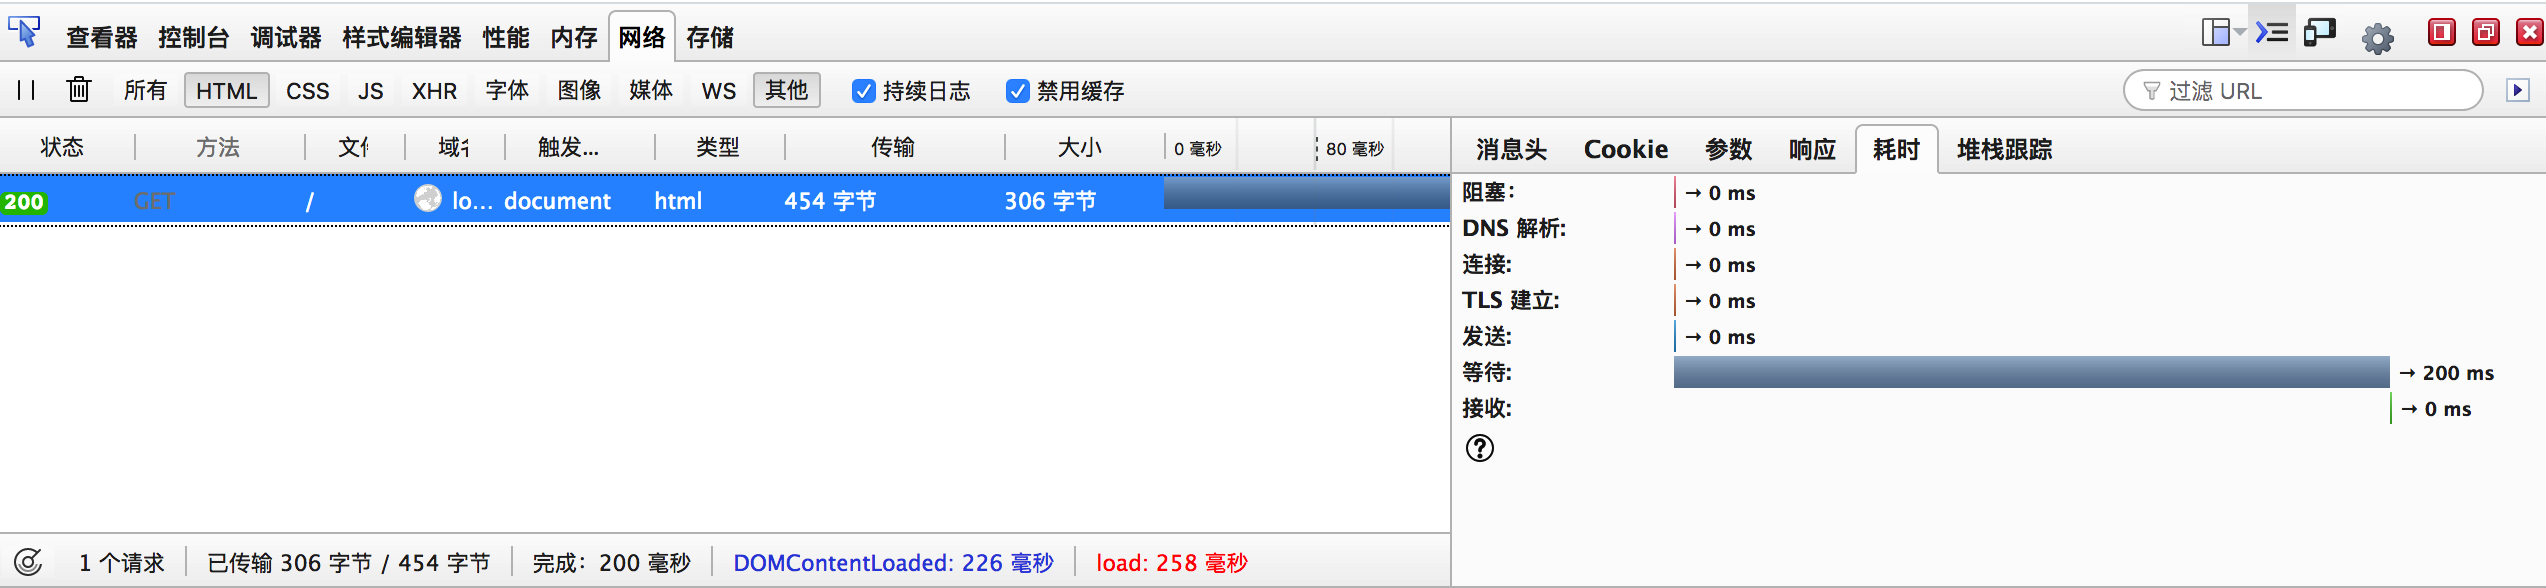 查看器 控制台 调试器 样式编辑器 性能 内存 网络 存储
所有 HTML CSS JS XHR 字体 图像 媒体 WS 其他 持续日志 禁用缓存 过滤 URL
状态 方法 域名 触发... 类型 传输 大小 0 毫秒 80 毫秒
200 GET / lo... document html 454 字节 306 字节
1 个请求 已传输 306 字节 / 454 字节 完成：200 毫秒 DOMContentLoaded: 226 毫秒 load: 258 毫秒
消息头 Cookie 参数 响应 耗时 堆栈跟踪
阻塞： → 0 ms
DNS 解析: → 0 ms
连接: → 0 ms
TLS 建立: → 0 ms
发送: → 0 ms
等待: → 200 ms
接收: → 0 ms